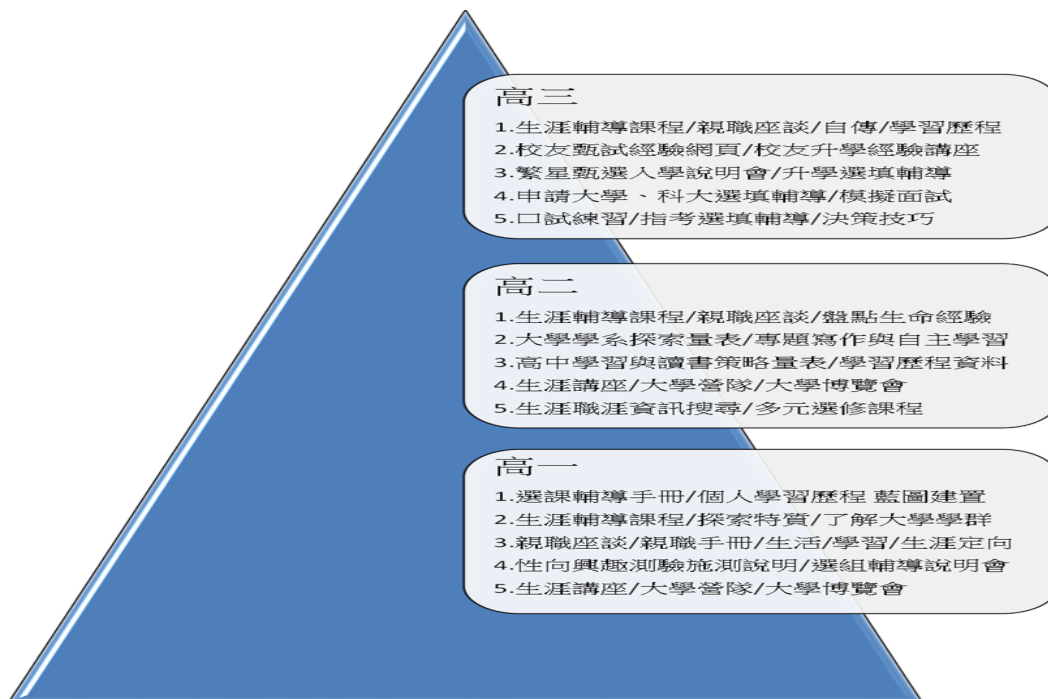 高三
1.生涯輔導課程/親職座談/自傳/學習歷程
2.校友甄試經驗網頁/校友升學經驗講座
3.繁星甄選入學說明會/升學選填輔導
4.申請大學、科大選填輔導/模擬面試
5.口試練習/指考選填輔導/決策技巧
高二
1.生涯輔導課程/親職座談/盤點生命經驗
2.大學學系探索量表/專題寫作與自主學習
3.高中學習與讀書策略量表/學習歷程資料
4.生涯講座/大學營隊/大學博覽會
5.生涯職涯資訊搜尋/多元選修課程
高一
1.選課輔導手冊/個人學習歷程 藍圖建置
2.生涯輔導課程/探索特質/了解大學學群
3.親職座談/親職手冊/生活/學習/生涯定向
4.性向興趣測驗施測說明/選組輔導說明會
5.生涯講座/大學營隊/大學博覽會